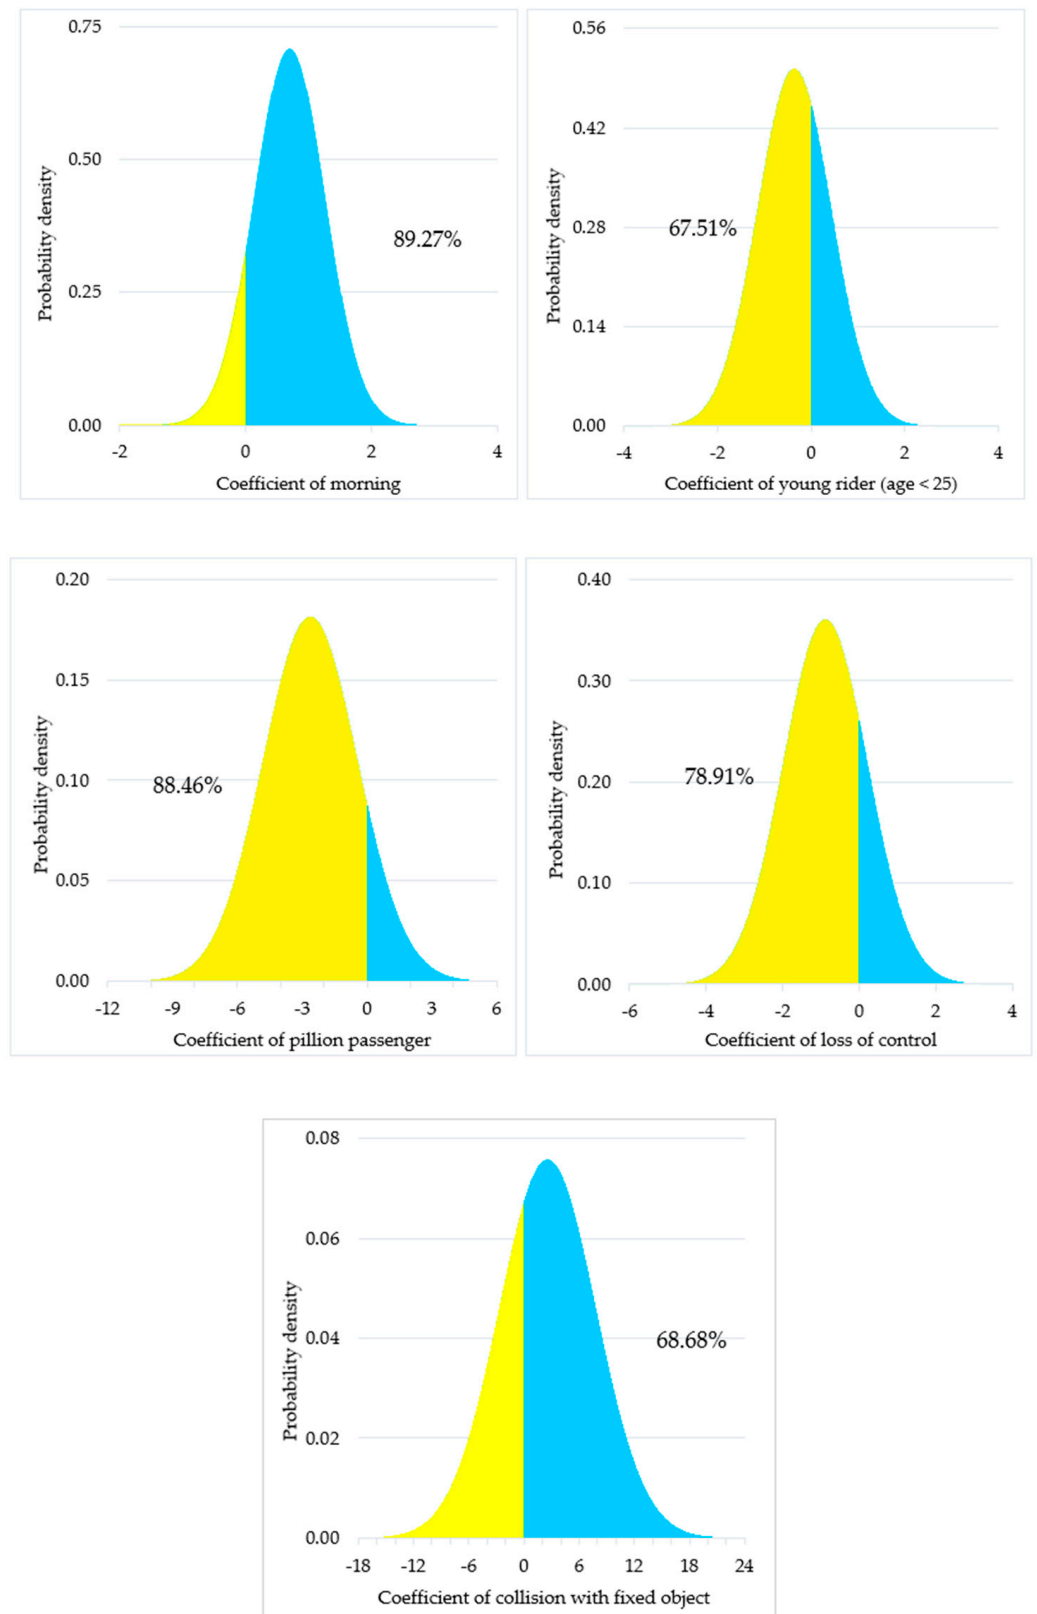 0.75
0.50
0.25
0.00
Probability density
89.27%
-2 0 2 4
Coefficient of morning
0.56
0.42
0.28
0.14
0.00
Probability density
67.51%
-4 -2 0 2 4
Coefficient of young rider (age < 25)
0.20
0.15
0.10
0.05
0.00
Probability density
88.46%
-12 -9 -6 -3 0 3 6
Coefficient of pillion passenger
0.40
0.30
0.20
0.10
0.00
Probability density
78.91%
-6 -4 -2 0 2 4
Coefficient of loss of control
0.08
0.06
0.04
0.02
0.00
Probability density
68.68%
-18 -12 -6 0 6 12 18 24
Coefficient of collision with fixed object